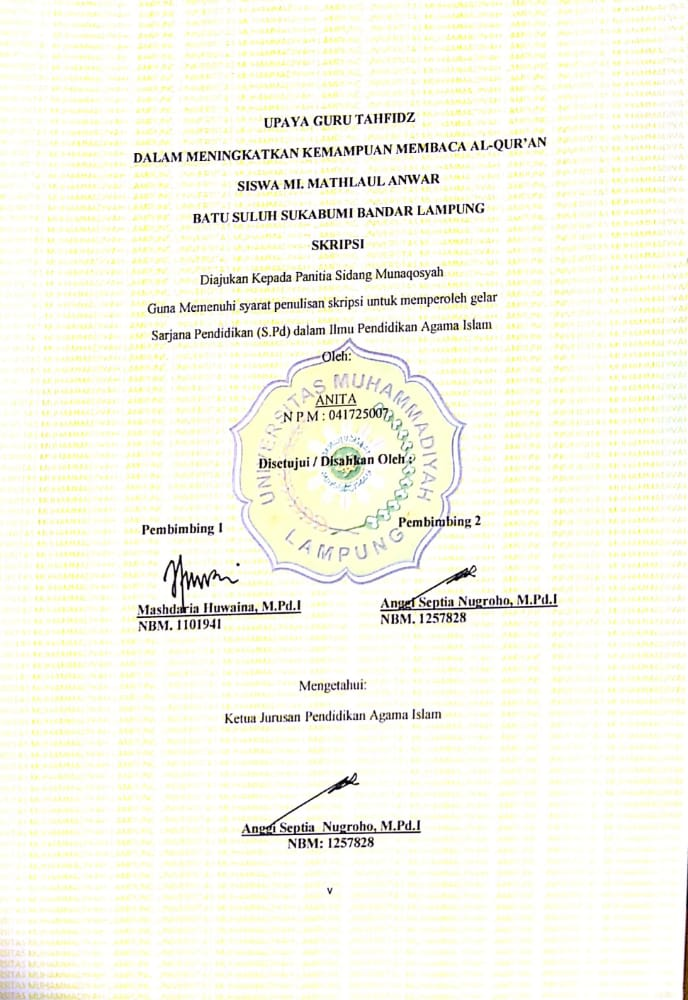 UPAYA GURU TAHFIDZ
DALAM MENINGKATKAN KEMAMPUAN MEMBACA AL-QUR'AN
SISWA MI. MATHLAUL ANWAR
BATU SULUH SUKABUMI BANDAR LAMPUNG
SKRIPSI
Diajukan Kepada Panitia Sidang Munaqosyah
Guna Memenuhi syarat penulisan skripsi untuk memperoleh gelar
Sarjana Pendidikan (S.Pd) dalam Ilmu Pendidikan Agama Islam
Oleh:
UNIVERSITAS MUHAMMADIYAH
ANITA
N P M : 041725007
Disetujui / Disahkan Oleh :
LAMPUNG
Pembimbing 1
Pembimbing 2
Mashdaria Huwaina, M.Pd.I
Anggi Septia Nugroho, M.Pd.I
NBM. 1101941
NBM. 1257828
Mengetahui:
Ketua Jurusan Pendidikan Agama Islam
Anggi Septia Nugroho, M.Pd.I
NBM: 1257828
v